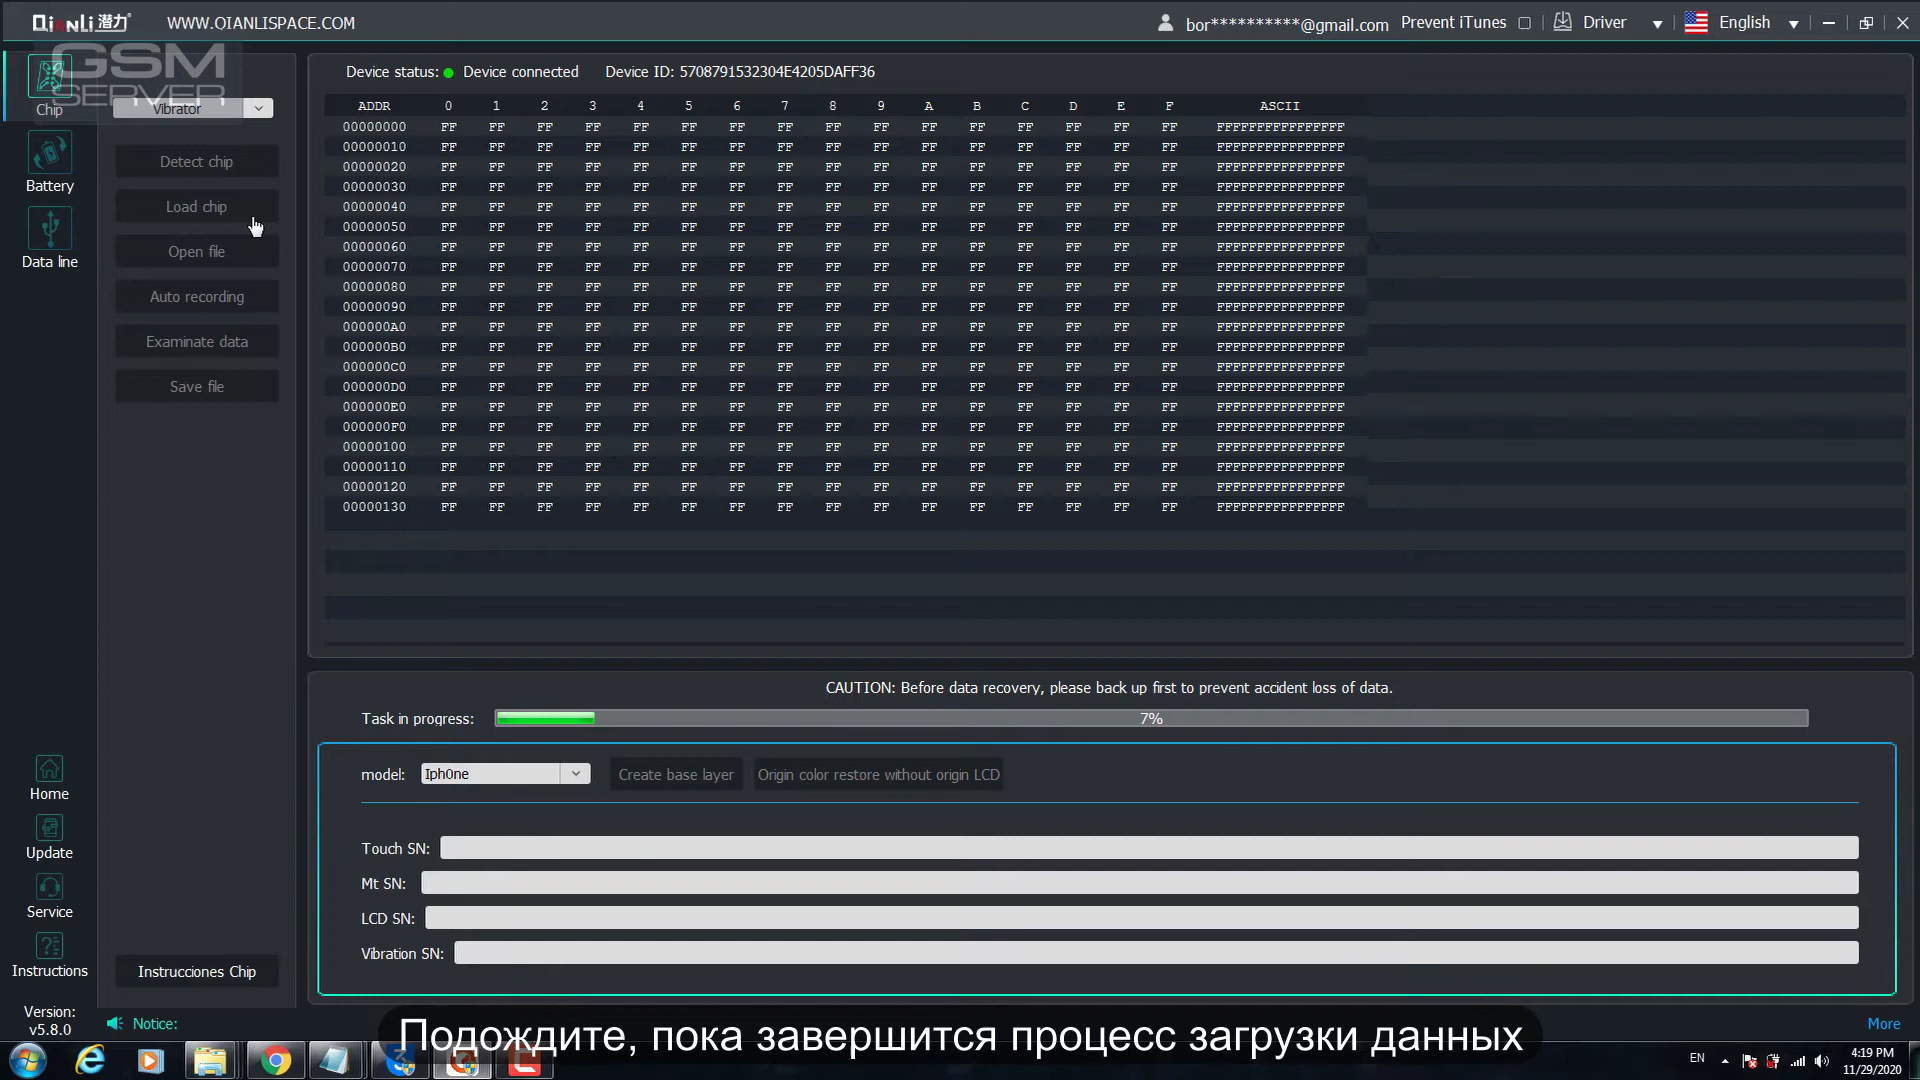 Qianli潜力 WWW.QIANLISPACE.COM bor**********@gmail.com Prevent iTunes Driver English
GSM
SERVER
Chip
Battery
Data line
Home
Update
Service
Instructions
Version:
v5.8.0
Vibrator
Detect chip
Load chip
Open file
Auto recording
Examinate data
Save file
Instrucciones Chip
Device status: Device connected Device ID: 5708791532304E4205DAFF36
ADDR 0 1 2 3 4 5 6 7 8 9 A B C D E F ASCII
00000000 FF FF FF FF FF FF FF FF FF FF FF FF FF FF FF FF FFFFFFFFFFFFFFFF
00000010 FF FF FF FF FF FF FF FF FF FF FF FF FF FF FF FF FFFFFFFFFFFFFFFF
00000020 FF FF FF FF FF FF FF FF FF FF FF FF FF FF FF FF FFFFFFFFFFFFFFFF
00000030 FF FF FF FF FF FF FF FF FF FF FF FF FF FF FF FF FFFFFFFFFFFFFFFF
00000040 FF FF FF FF FF FF FF FF FF FF FF FF FF FF FF FF FFFFFFFFFFFFFFFF
00000050 FF FF FF FF FF FF FF FF FF FF FF FF FF FF FF FF FFFFFFFFFFFFFFFF
00000060 FF FF FF FF FF FF FF FF FF FF FF FF FF FF FF FF FFFFFFFFFFFFFFFF
00000070 FF FF FF FF FF FF FF FF FF FF FF FF FF FF FF FF FFFFFFFFFFFFFFFF
00000080 FF FF FF FF FF FF FF FF FF FF FF FF FF FF FF FF FFFFFFFFFFFFFFFF
00000090 FF FF FF FF FF FF FF FF FF FF FF FF FF FF FF FF FFFFFFFFFFFFFFFF
000000A0 FF FF FF FF FF FF FF FF FF FF FF FF FF FF FF FF FFFFFFFFFFFFFFFF
000000B0 FF FF FF FF FF FF FF FF FF FF FF FF FF FF FF FF FFFFFFFFFFFFFFFF
000000C0 FF FF FF FF FF FF FF FF FF FF FF FF FF FF FF FF FFFFFFFFFFFFFFFF
000000D0 FF FF FF FF FF FF FF FF FF FF FF FF FF FF FF FF FFFFFFFFFFFFFFFF
000000E0 FF FF FF FF FF FF FF FF FF FF FF FF FF FF FF FF FFFFFFFFFFFFFFFF
000000F0 FF FF FF FF FF FF FF FF FF FF FF FF FF FF FF FF FFFFFFFFFFFFFFFF
00000100 FF FF FF FF FF FF FF FF FF FF FF FF FF FF FF FF FFFFFFFFFFFFFFFF
00000110 FF FF FF FF FF FF FF FF FF FF FF FF FF FF FF FF FFFFFFFFFFFFFFFF
00000120 FF FF FF FF FF FF FF FF FF FF FF FF FF FF FF FF FFFFFFFFFFFFFFFF
00000130 FF FF FF FF FF FF FF FF FF FF FF FF FF FF FF FF FFFFFFFFFFFFFFFF
CAUTION: Before data recovery, please back up first to prevent accident loss of data.
Task in progress: 7%
model: Iph0ne Create base layer Origin color restore without origin LCD
Touch SN:
Mt SN:
LCD SN:
Vibration SN:
Notice: More
Подождите, пока завершится процесс загрузки данных
EN 4:19 PM
11/29/2020